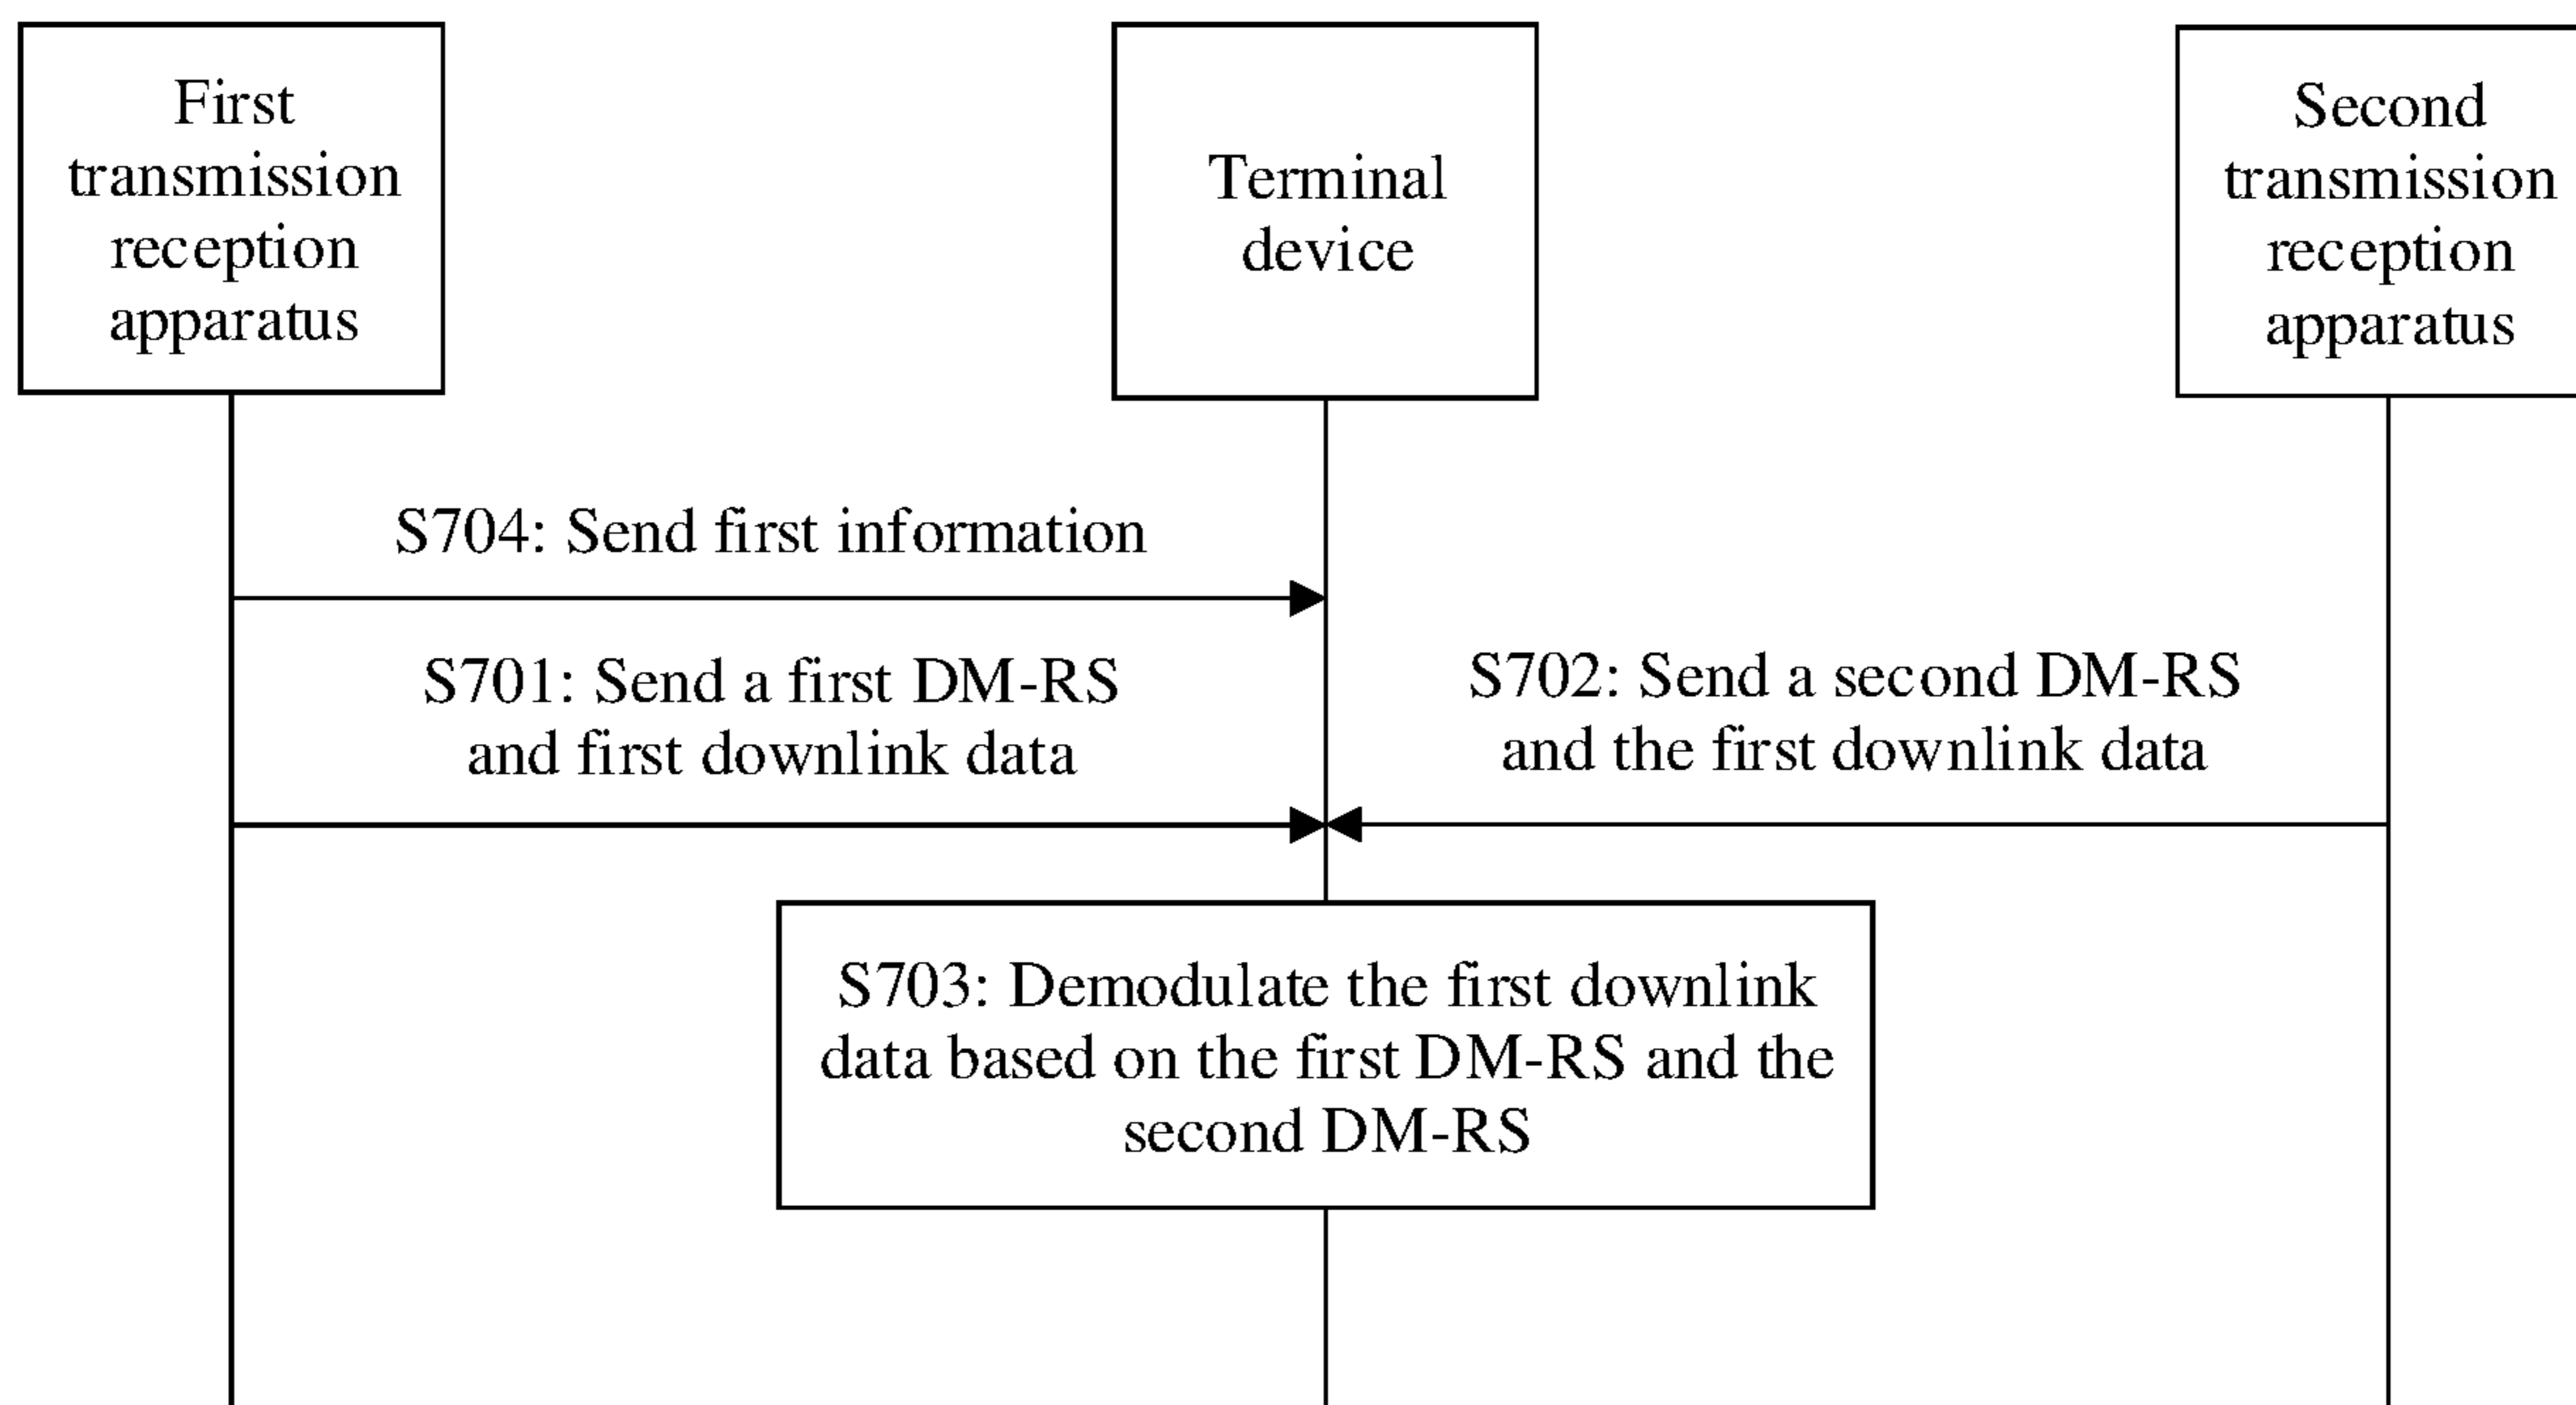 First
transmission
reception
apparatus
Terminal
device
Second
transmission
reception
apparatus
S704: Send first information
S701: Send a first DM-RS
and first downlink data
S702: Send a second DM-RS
and the first downlink data
S703: Demodulate the first downlink
data based on the first DM-RS and the
second DM-RS